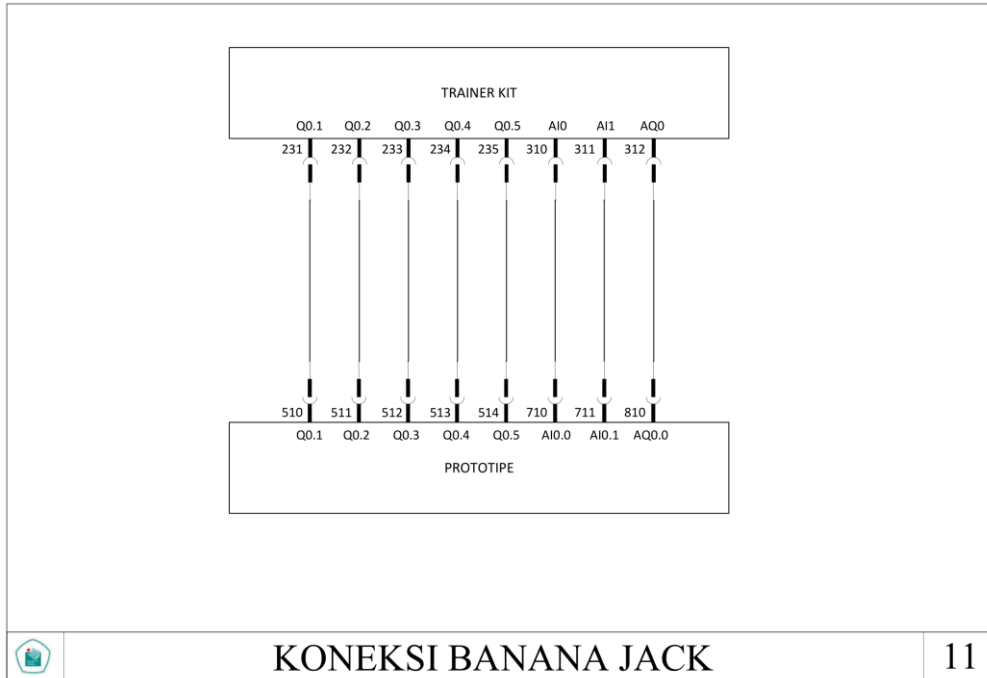 TRAINER KIT
Q0.1 Q0.2 Q0.3 Q0.4 Q0.5 AI0 AI1 AQ0
231 232 233 234 235 310 311 312
510 511 512 513 514 710 711 810
Q0.1 Q0.2 Q0.3 Q0.4 Q0.5 AI0.0 AI0.1 AQ0.0
PROTOTIPE
KONEKSI BANANA JACK 11